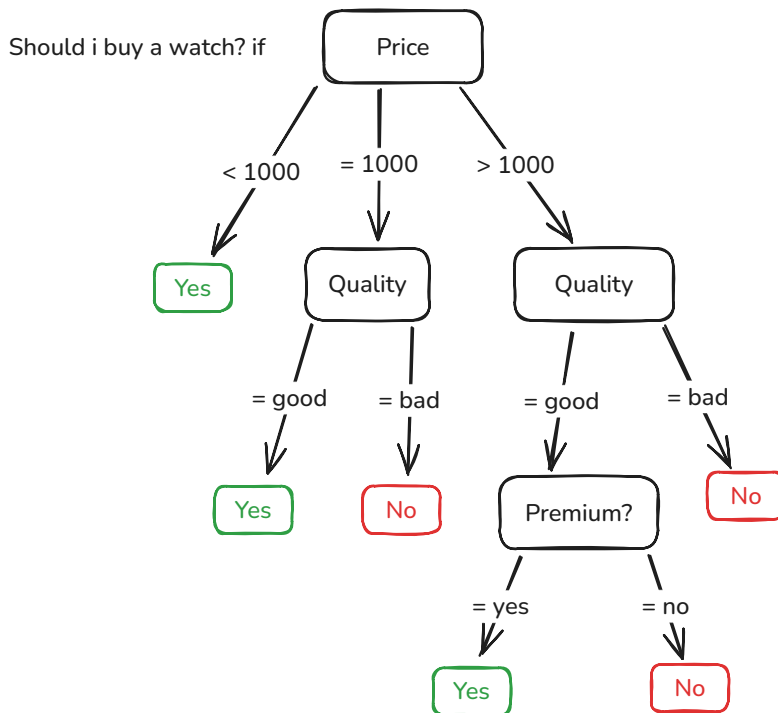 Should i buy a watch? if
Price
< 1000
= 1000
> 1000
Yes
Quality
Quality
= good
= bad
= good
= bad
Yes
No
Premium?
No
= yes
= no
Yes
No